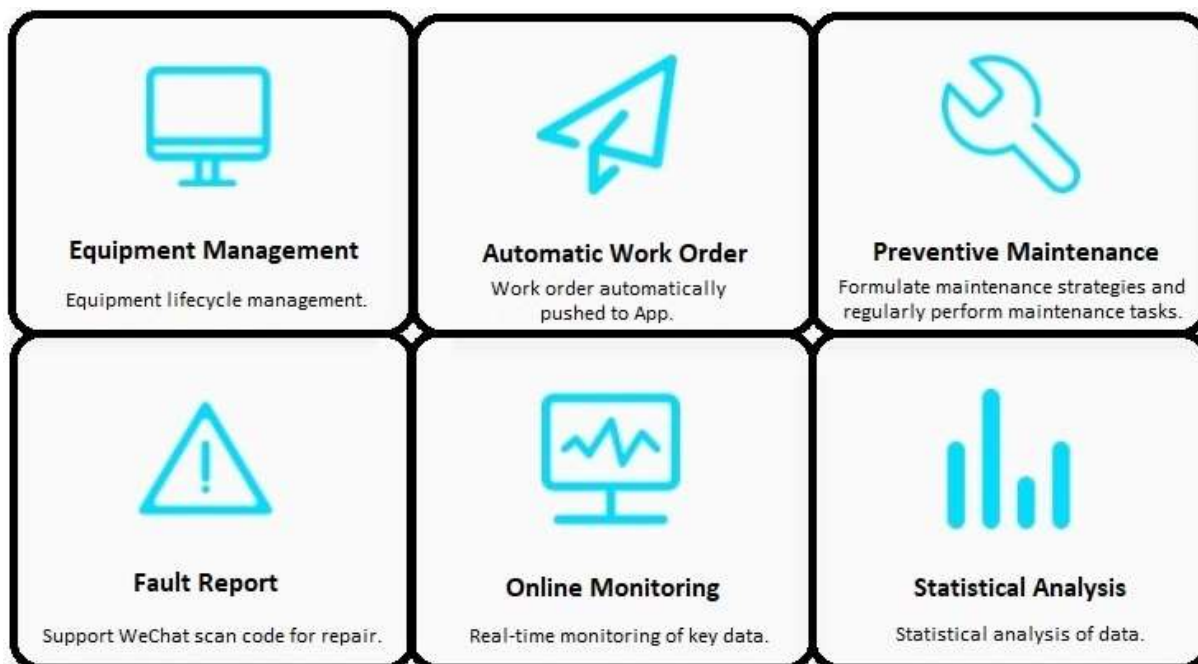 Equipment Management
Equipment lifecycle management.
Automatic Work Order
Work order automatically
pushed to App.
Preventive Maintenance
Formulate maintenance strategies and
regularly perform maintenance tasks.
Fault Report
Support WeChat scan code for repair.
Online Monitoring
Real-time monitoring of key data.
Statistical Analysis
Statistical analysis of data.